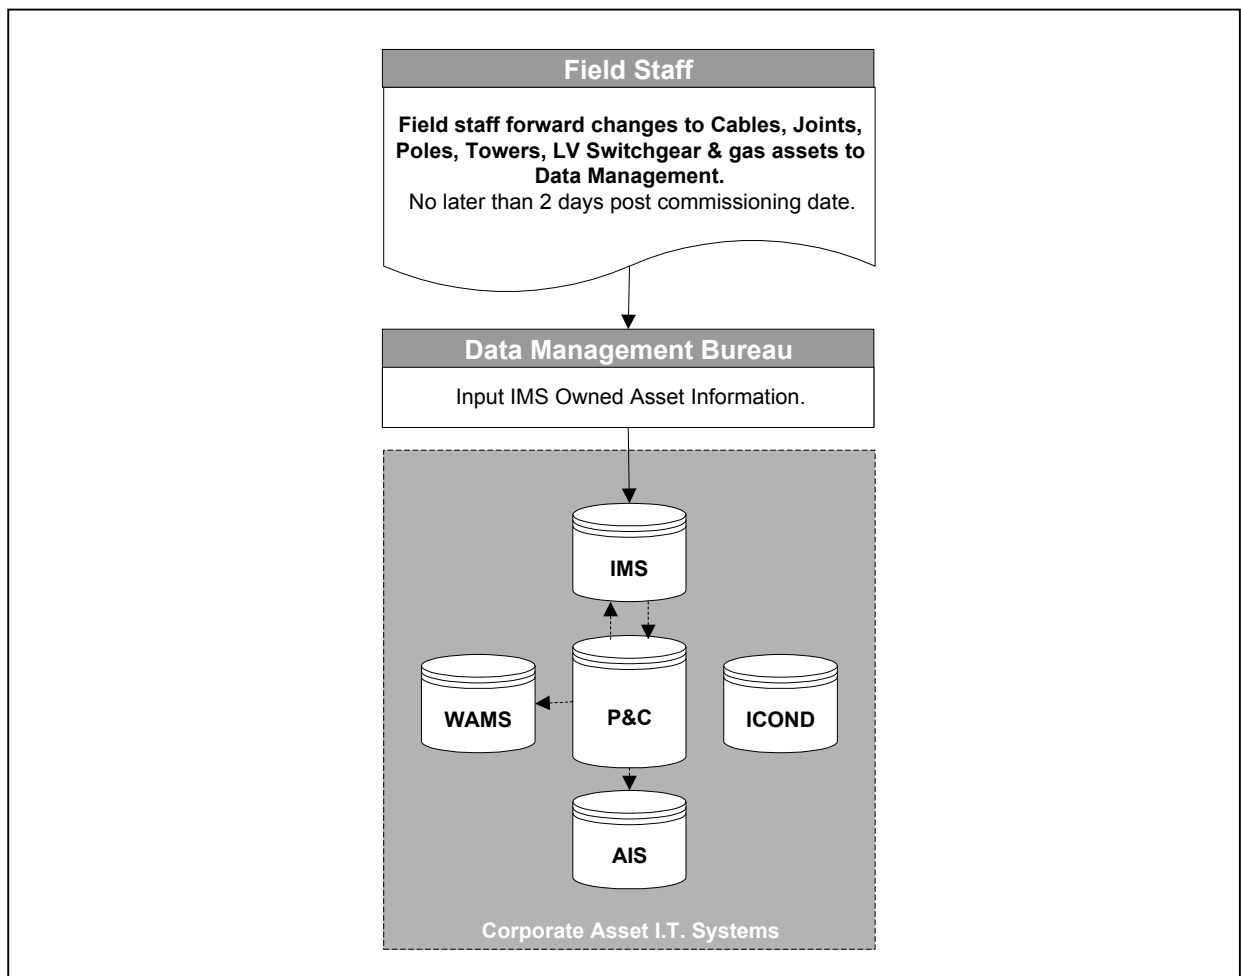 Field Staff
Field staff forward changes to Cables, Joints,
Poles, Towers, LV Switchgear & gas assets to
Data Management.
No later than 2 days post commissioning date.
Data Management Bureau
Input IMS Owned Asset Information.
IMS
WAMS
P&C
ICOND
AIS
Corporate Asset I.T. Systems